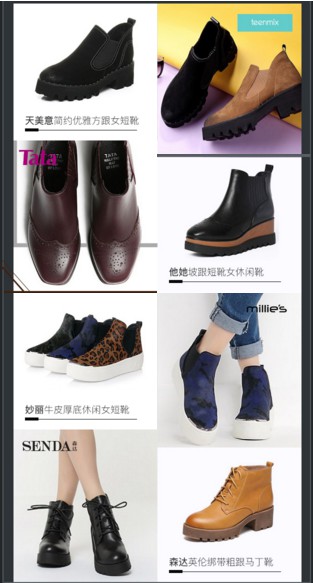 teenmix
天美意简约优雅方跟女短靴
Tata
TATA
他她坡跟短靴女休闲靴
millie's
妙丽牛皮厚底休闲女短靴
SENDA森达
森达英伦绑带粗跟马丁靴